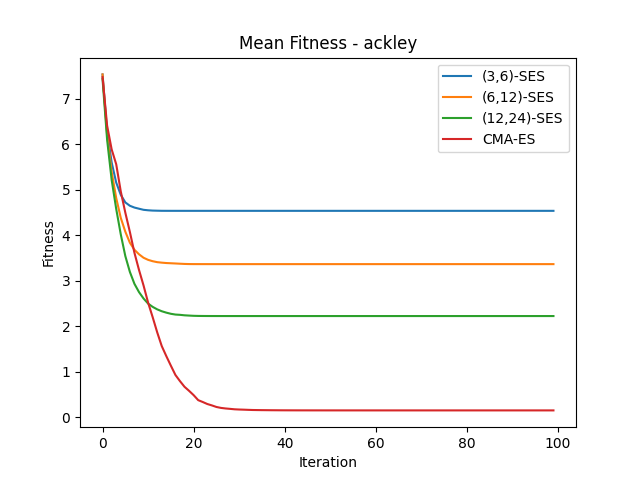 Mean Fitness - ackley
(3,6)-SES
(6,12)-SES
(12,24)-SES
CMA-ES
Fitness
7
6
5
4
3
2
1
0
0 20 40 60 80 100
Iteration